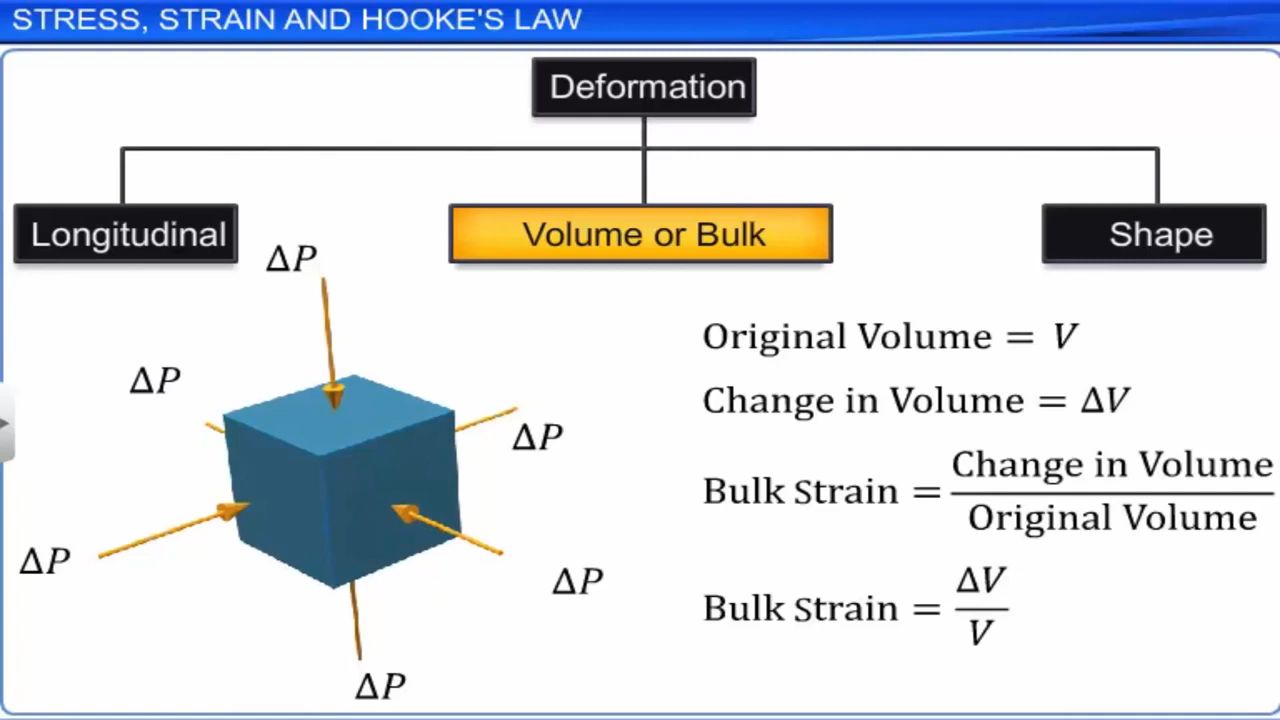 STRESS, STRAIN AND HOOKE'S LAW
Deformation
Longitudinal
Volume or Bulk
Shape
ΔP
ΔP
ΔP
ΔP
ΔP
ΔP
Original Volume = V
Change in Volume = ΔV
Bulk Strain = Change in Volume
Original Volume
Bulk Strain = ΔV
V